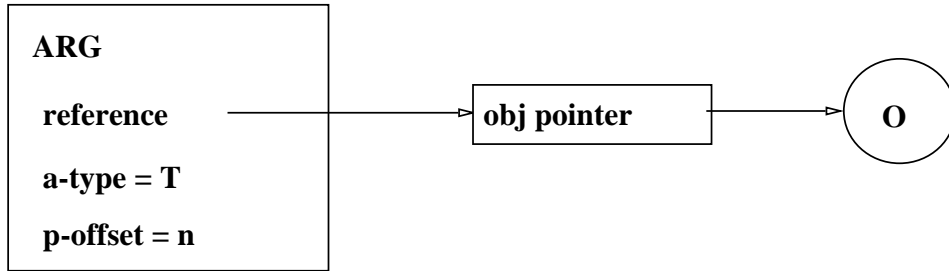 ARG
reference
obj pointer
O
a-type = T
p-offset = n